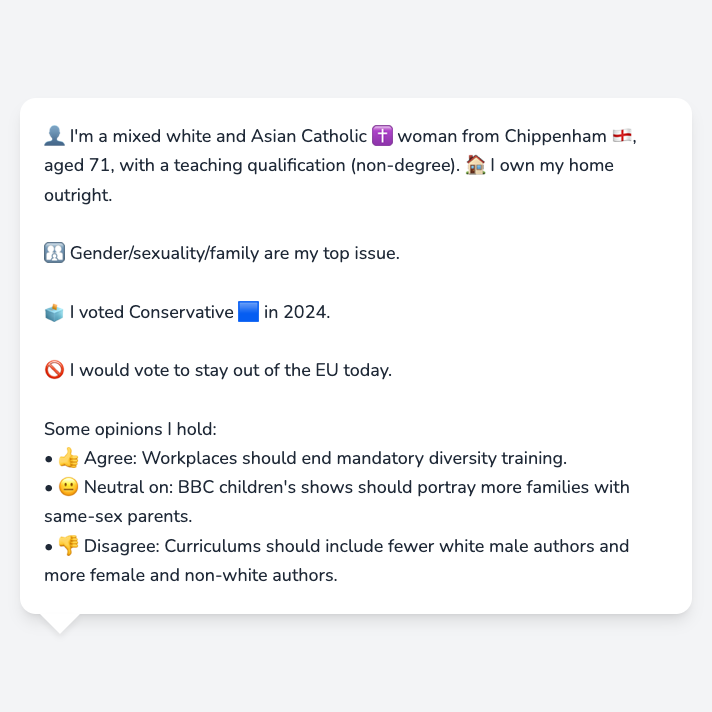 👤 I'm a mixed white and Asian Catholic ✝️ woman from Chippenham 🏴󠁧󠁢󠁥󠁮󠁧󠁿,
aged 71, with a teaching qualification (non-degree). 🏠 I own my home
outright.
🚻 Gender/sexuality/family are my top issue.
🗳️ I voted Conservative 🟦 in 2024.
🚫 I would vote to stay out of the EU today.
Some opinions I hold:
• 👍 Agree: Workplaces should end mandatory diversity training.
• 😐 Neutral on: BBC children's shows should portray more families with
same-sex parents.
• 👎 Disagree: Curriculums should include fewer white male authors and
more female and non-white authors.